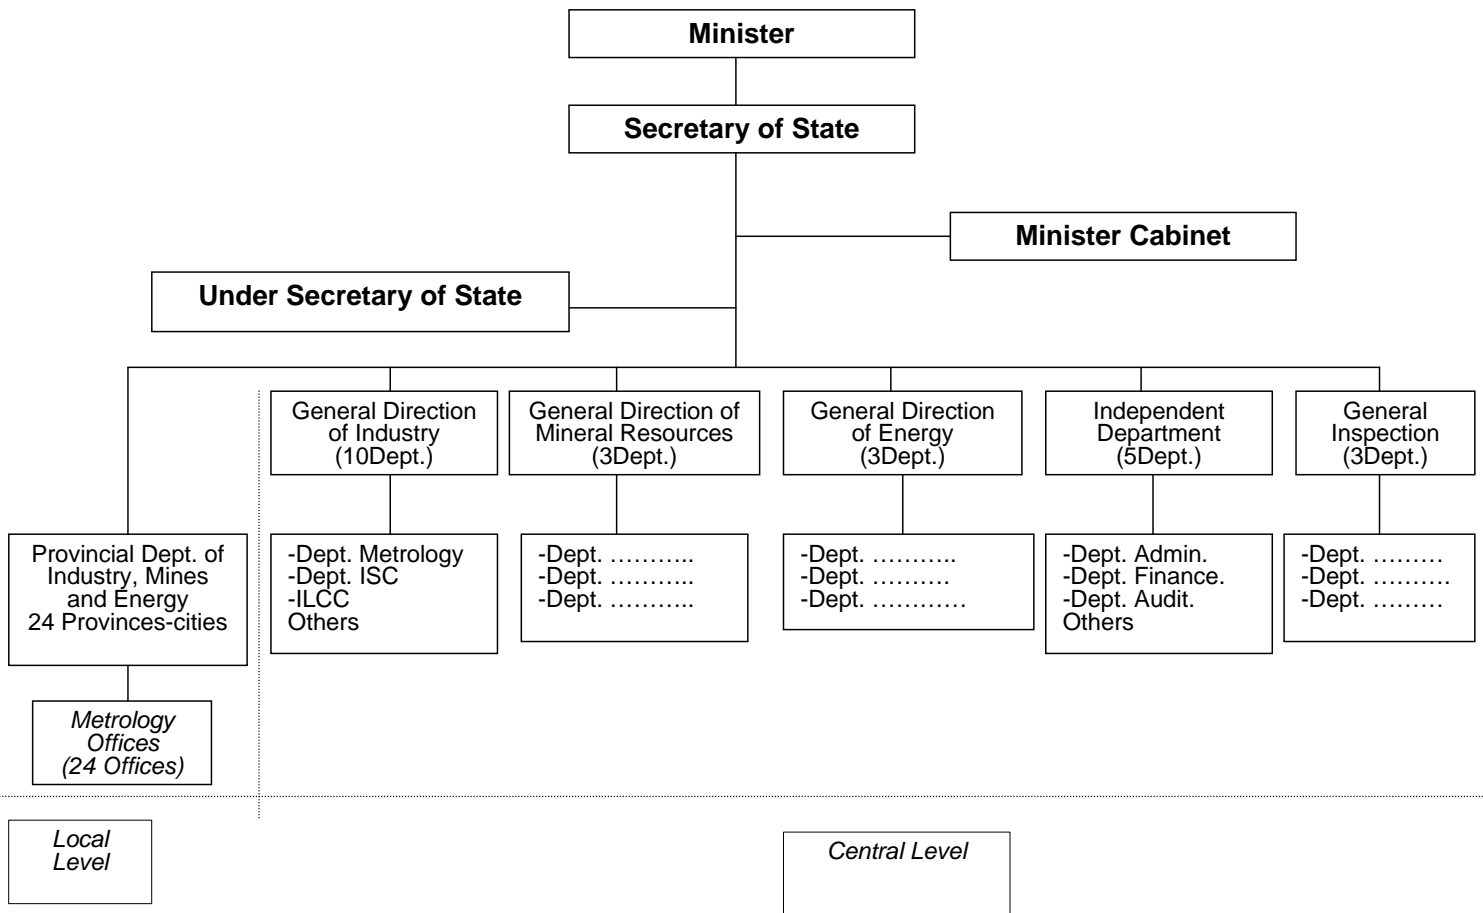 Minister
Secretary of State
Minister Cabinet
Under Secretary of State
General Direction
of Industry
(10Dept.)
General Direction of
Mineral Resources
(3Dept.)
General Direction
of Energy
(3Dept.)
Independent
Department
(5Dept.)
General
Inspection
(3Dept.)
Provincial Dept. of
Industry, Mines
and Energy
24 Provinces-cities
-Dept. Metrology
-Dept. ISC
-ILCC
Others
-Dept. ………..
-Dept. ………..
-Dept. ………..
-Dept. ………..
-Dept. ……….
-Dept. …………
-Dept. Admin.
-Dept. Finance.
-Dept. Audit.
Others
-Dept. ………
-Dept. ……….
-Dept. ………
Metrology
Offices
(24 Offices)
Local
Level
Central Level